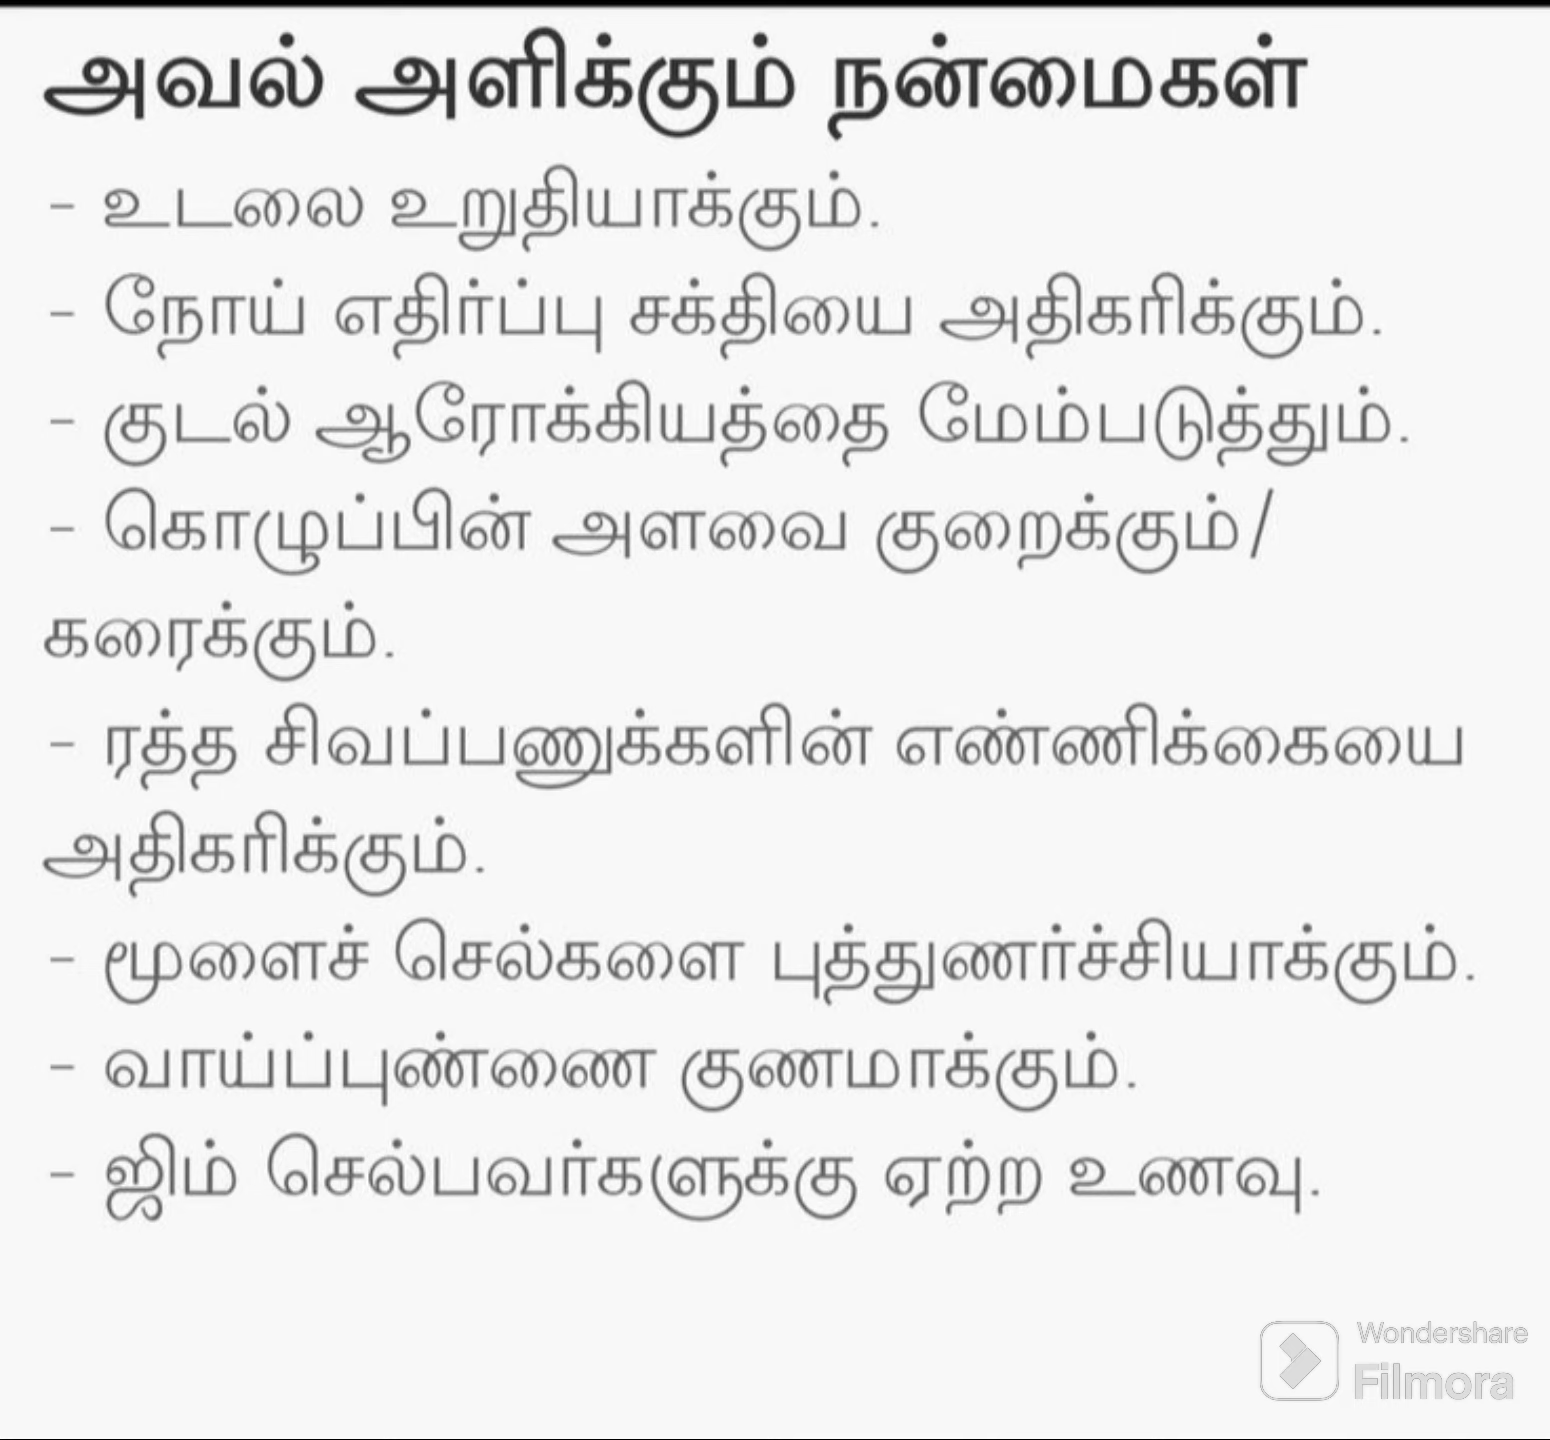 அவல் அளிக்கும் நன்மைகள்
- உடலை உறுதியாக்கும்.
- நோய் எதிர்ப்பு சக்தியை அதிகரிக்கும்.
- குடல் ஆரோக்கியத்தை மேம்படுத்தும்.
- கொழுப்பின் அளவை குறைக்கும்/
கரைக்கும்.
- ரத்த சிவப்பணுக்களின் எண்ணிக்கையை
அதிகரிக்கும்.
- மூளைச் செல்களை புத்துணர்ச்சியாக்கும்.
- வாய்ப்புண்ணை குணமாக்கும்.
- ஜிம் செல்பவர்களுக்கு ஏற்ற உணவு.
Wondershare
Filmora